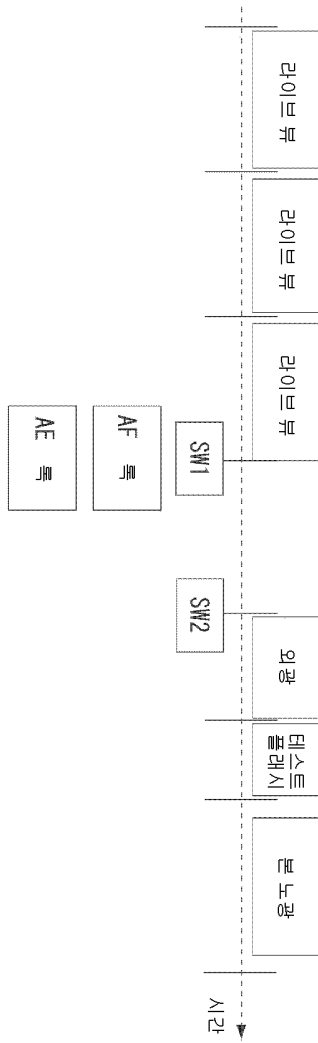 라이브 뷰
라이브 뷰
라이브 뷰
외광
테스트
플래시
본 노광
SW1
SW2
AF 록
AE 록
시간